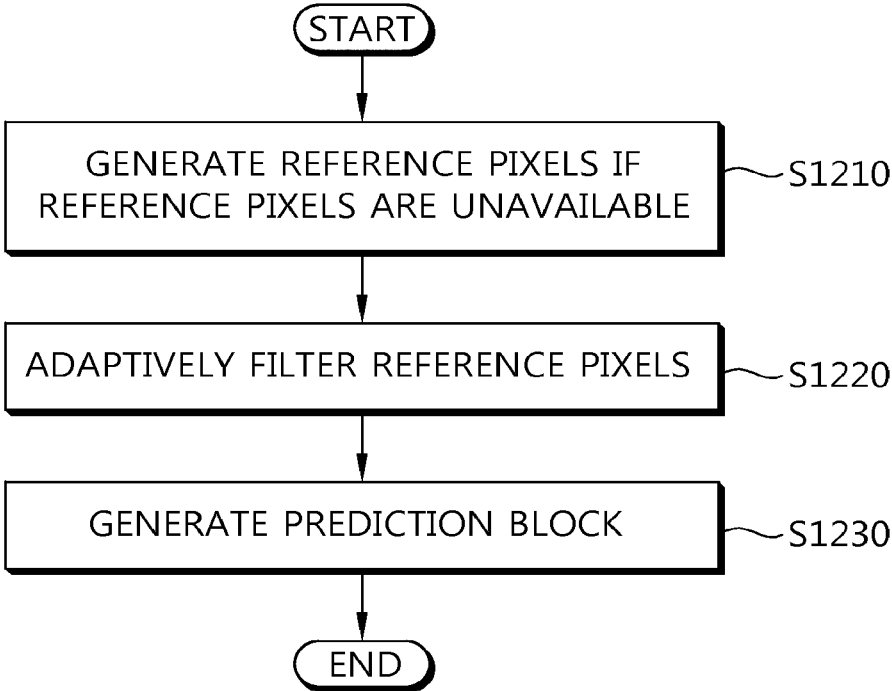 START
GENERATE REFERENCE PIXELS IF
REFERENCE PIXELS ARE UNAVAILABLE
S1210
ADAPTIVELY FILTER REFERENCE PIXELS
S1220
GENERATE PREDICTION BLOCK
S1230
END